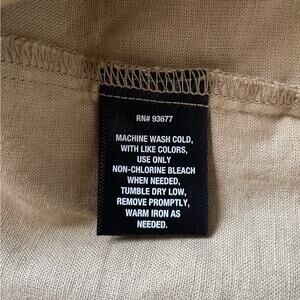 RN# 93677
MACHINE WASH COLD,
WITH LIKE COLORS,
USE ONLY
NON-CHLORINE BLEACH
WHEN NEEDED,
TUMBLE DRY LOW,
REMOVE PROMPTLY,
WARM IRON AS
NEEDED.